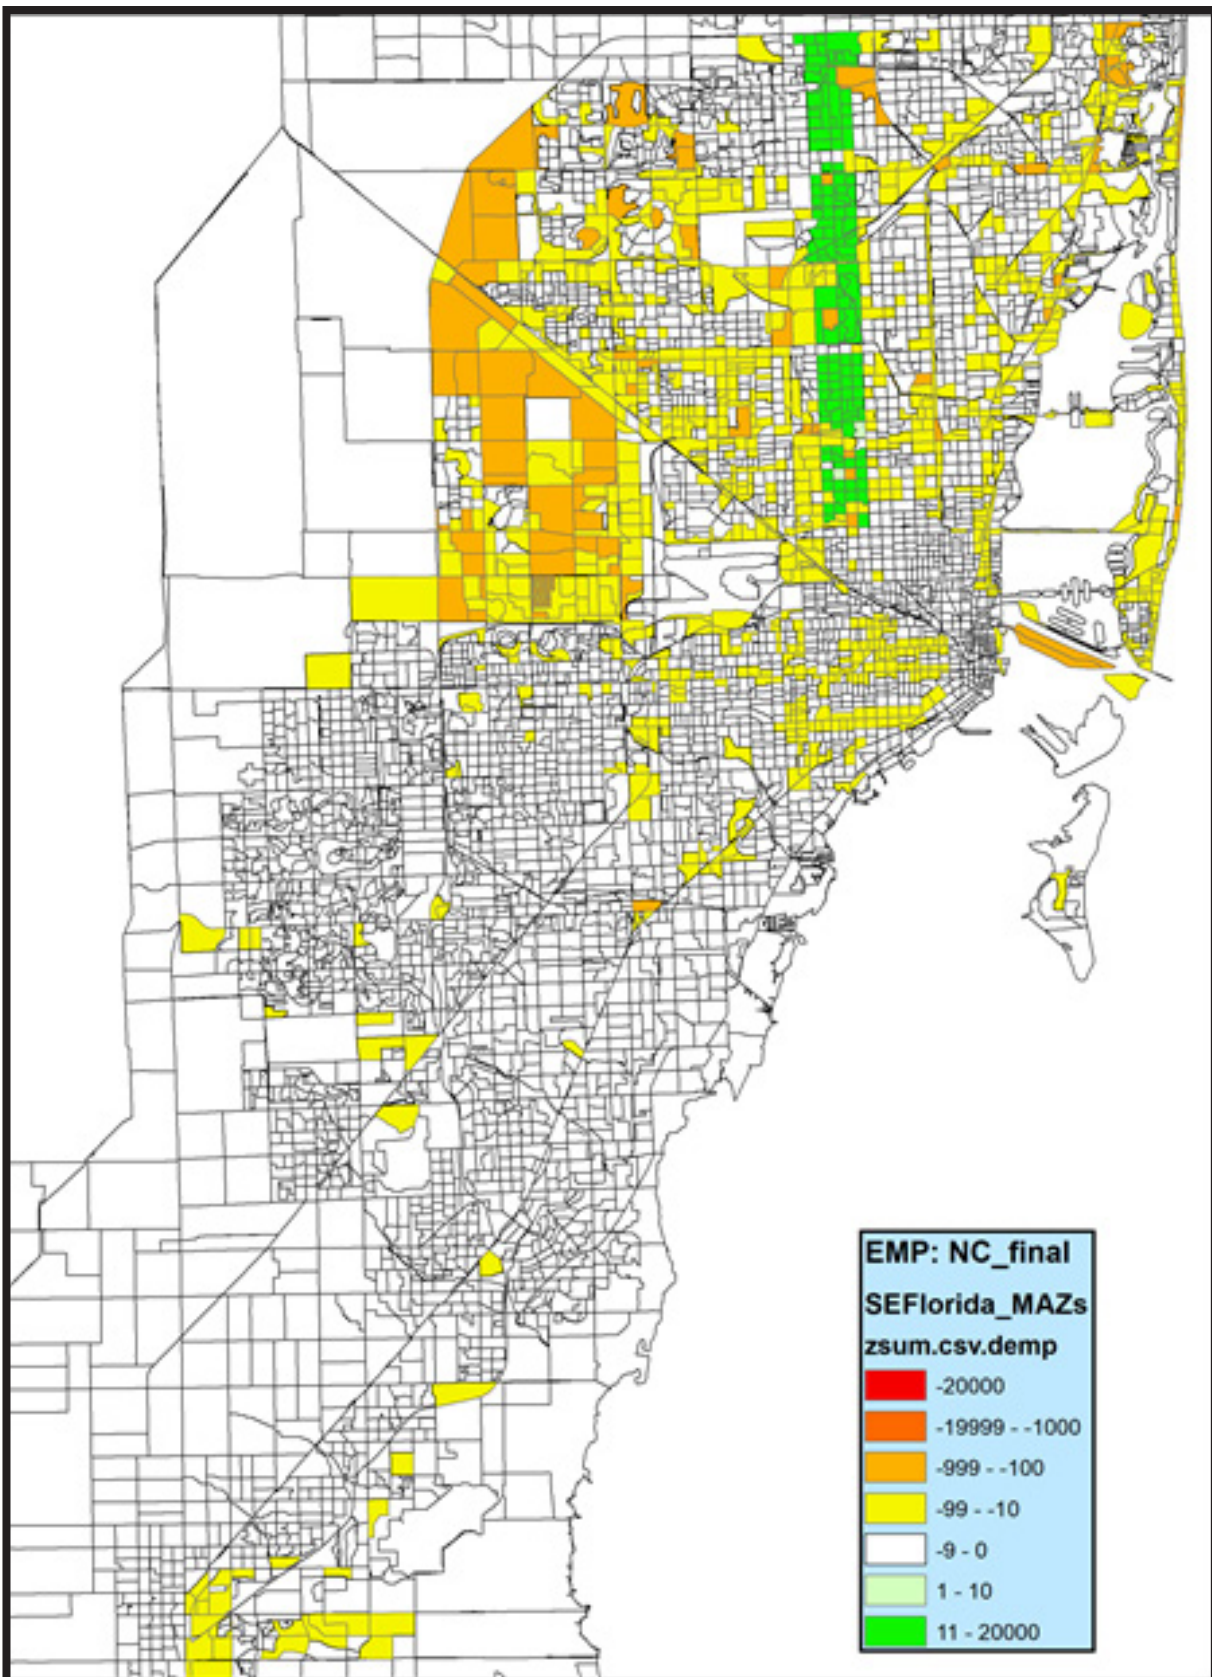 EMP: NC_final
SEFlorida_MAZs
zsum.csv.demp
-20000
-19999 - -1000
-999 - -100
-99 - -10
-9 - 0
1 - 10
11 - 20000